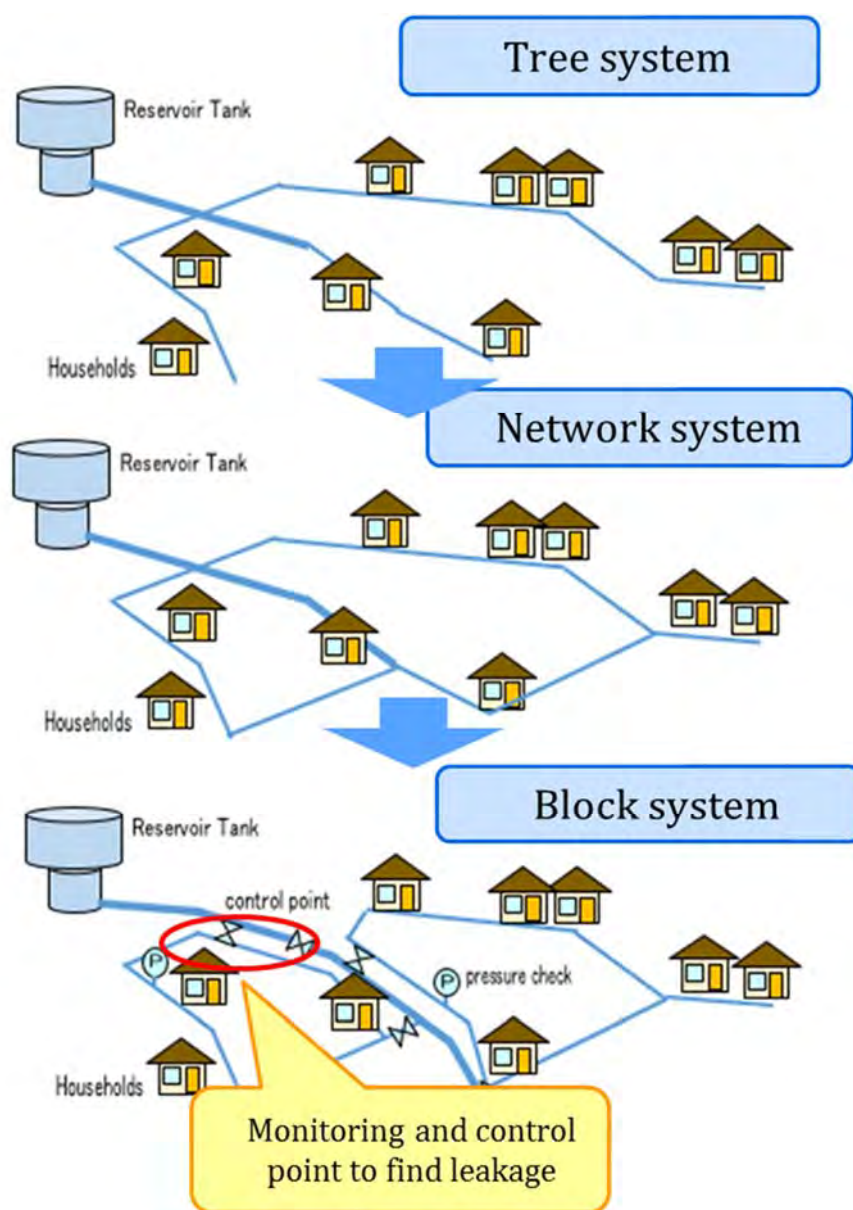 Tree system
Reservoir Tank
Households
Network system
Reservoir Tank
Households
Block system
Reservoir Tank
control point
P
P
pressure check
Households
Monitoring and control
point to find leakage